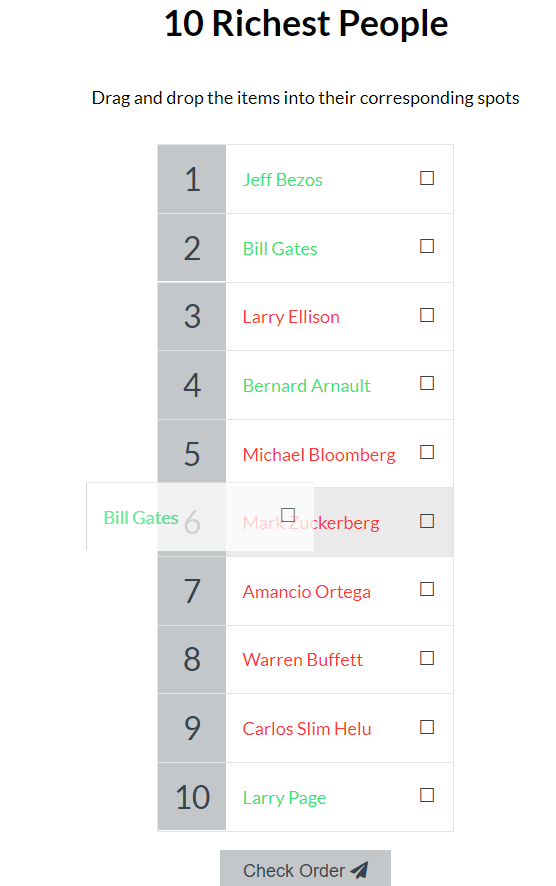 10 Richest People
Drag and drop the items into their corresponding spots
1 Jeff Bezos
2 Bill Gates
3 Larry Ellison
4 Bernard Arnault
5 Michael Bloomberg
Bill Gates
6 Mark Zuckerberg
7 Amancio Ortega
8 Warren Buffett
9 Carlos Slim Helu
10 Larry Page
Check Order